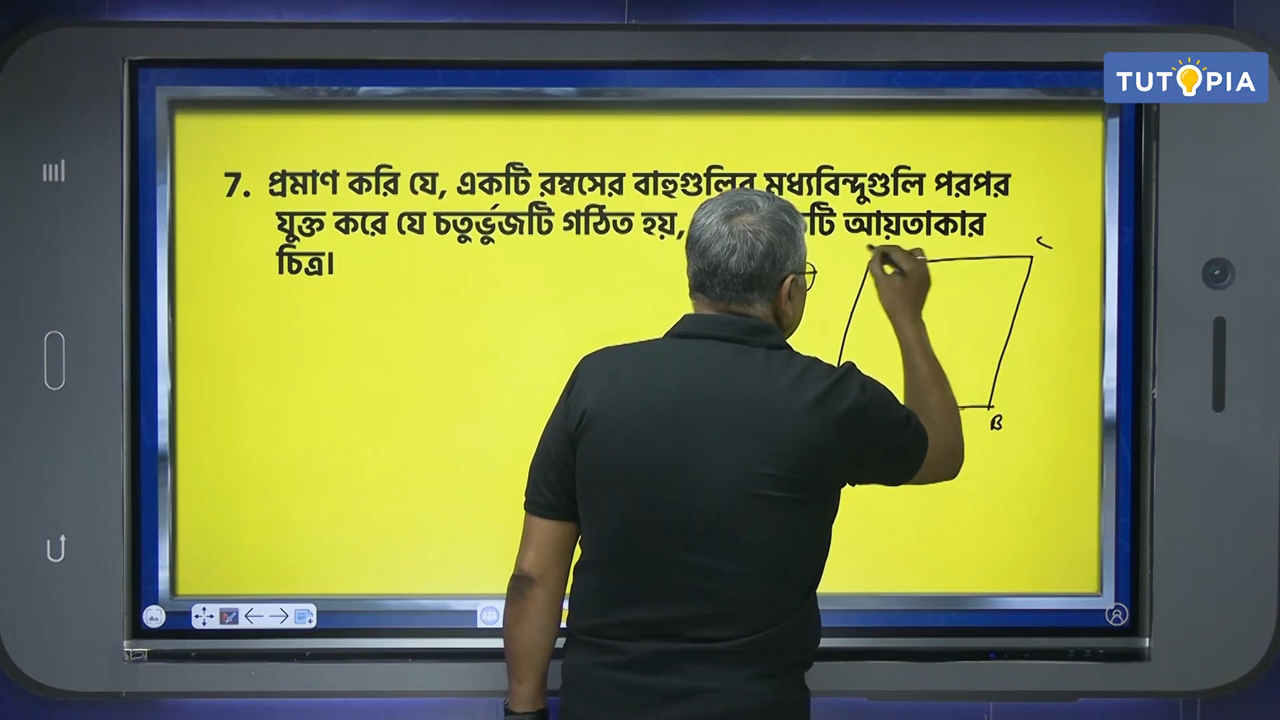 TUTOPIA
7. প্রমাণ করি যে, একটি রম্বসের বাহুগুলির মধ্যবিন্দুগুলি পরপর
যুক্ত করে যে চতুর্ভুজটি গঠিত হয়, আয়তাকার
চিত্র।
C
B